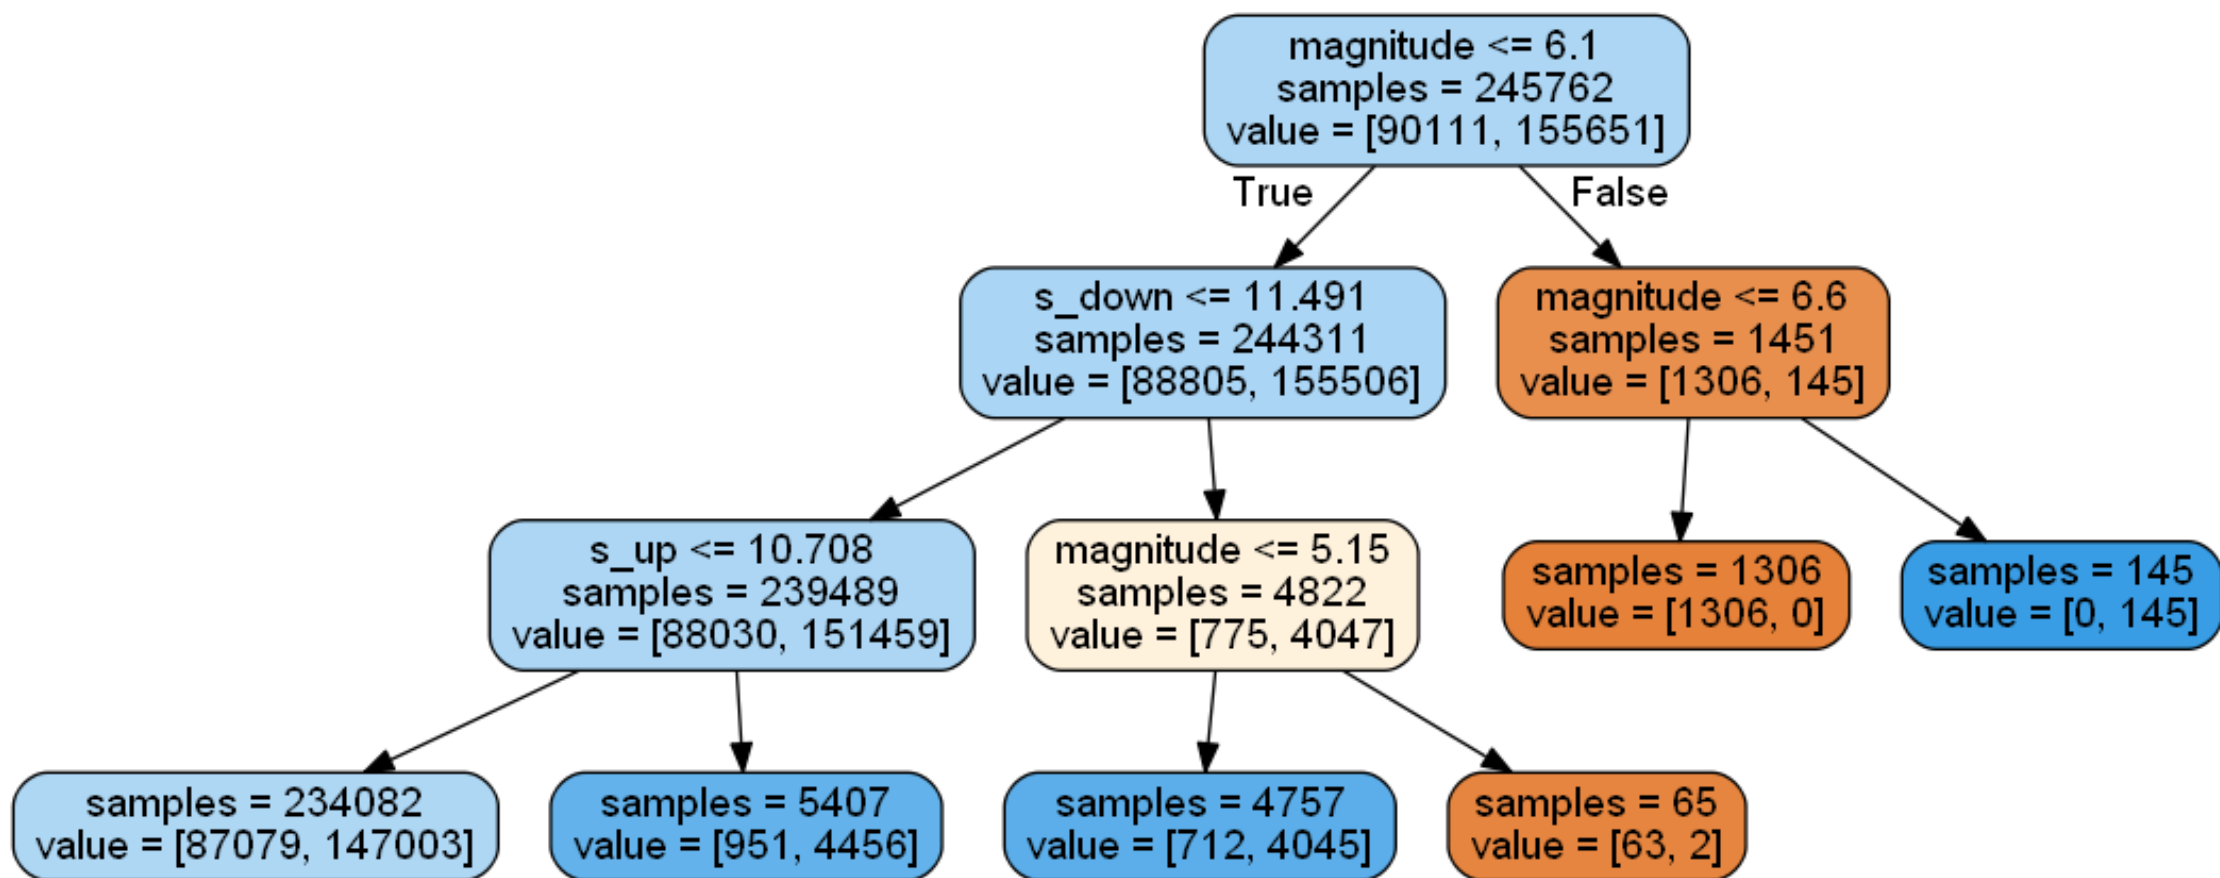 magnitude <= 6.1
samples = 245762
value = [90111, 155651]
True
False
s_down <= 11.491
samples = 244311
value = [88805, 155506]
magnitude <= 6.6
samples = 1451
value = [1306, 145]
s_up <= 10.708
samples = 239489
value = [88030, 151459]
magnitude <= 5.15
samples = 4822
value = [775, 4047]
samples = 1306
value = [1306, 0]
samples = 145
value = [0, 145]
samples = 234082
value = [87079, 147003]
samples = 5407
value = [951, 4456]
samples = 4757
value = [712, 4045]
samples = 65
value = [63, 2]